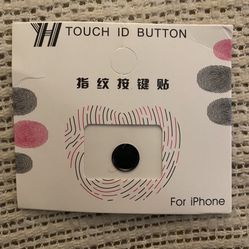 YH TOUCH ID BUTTON
指纹按键贴
For iPhone